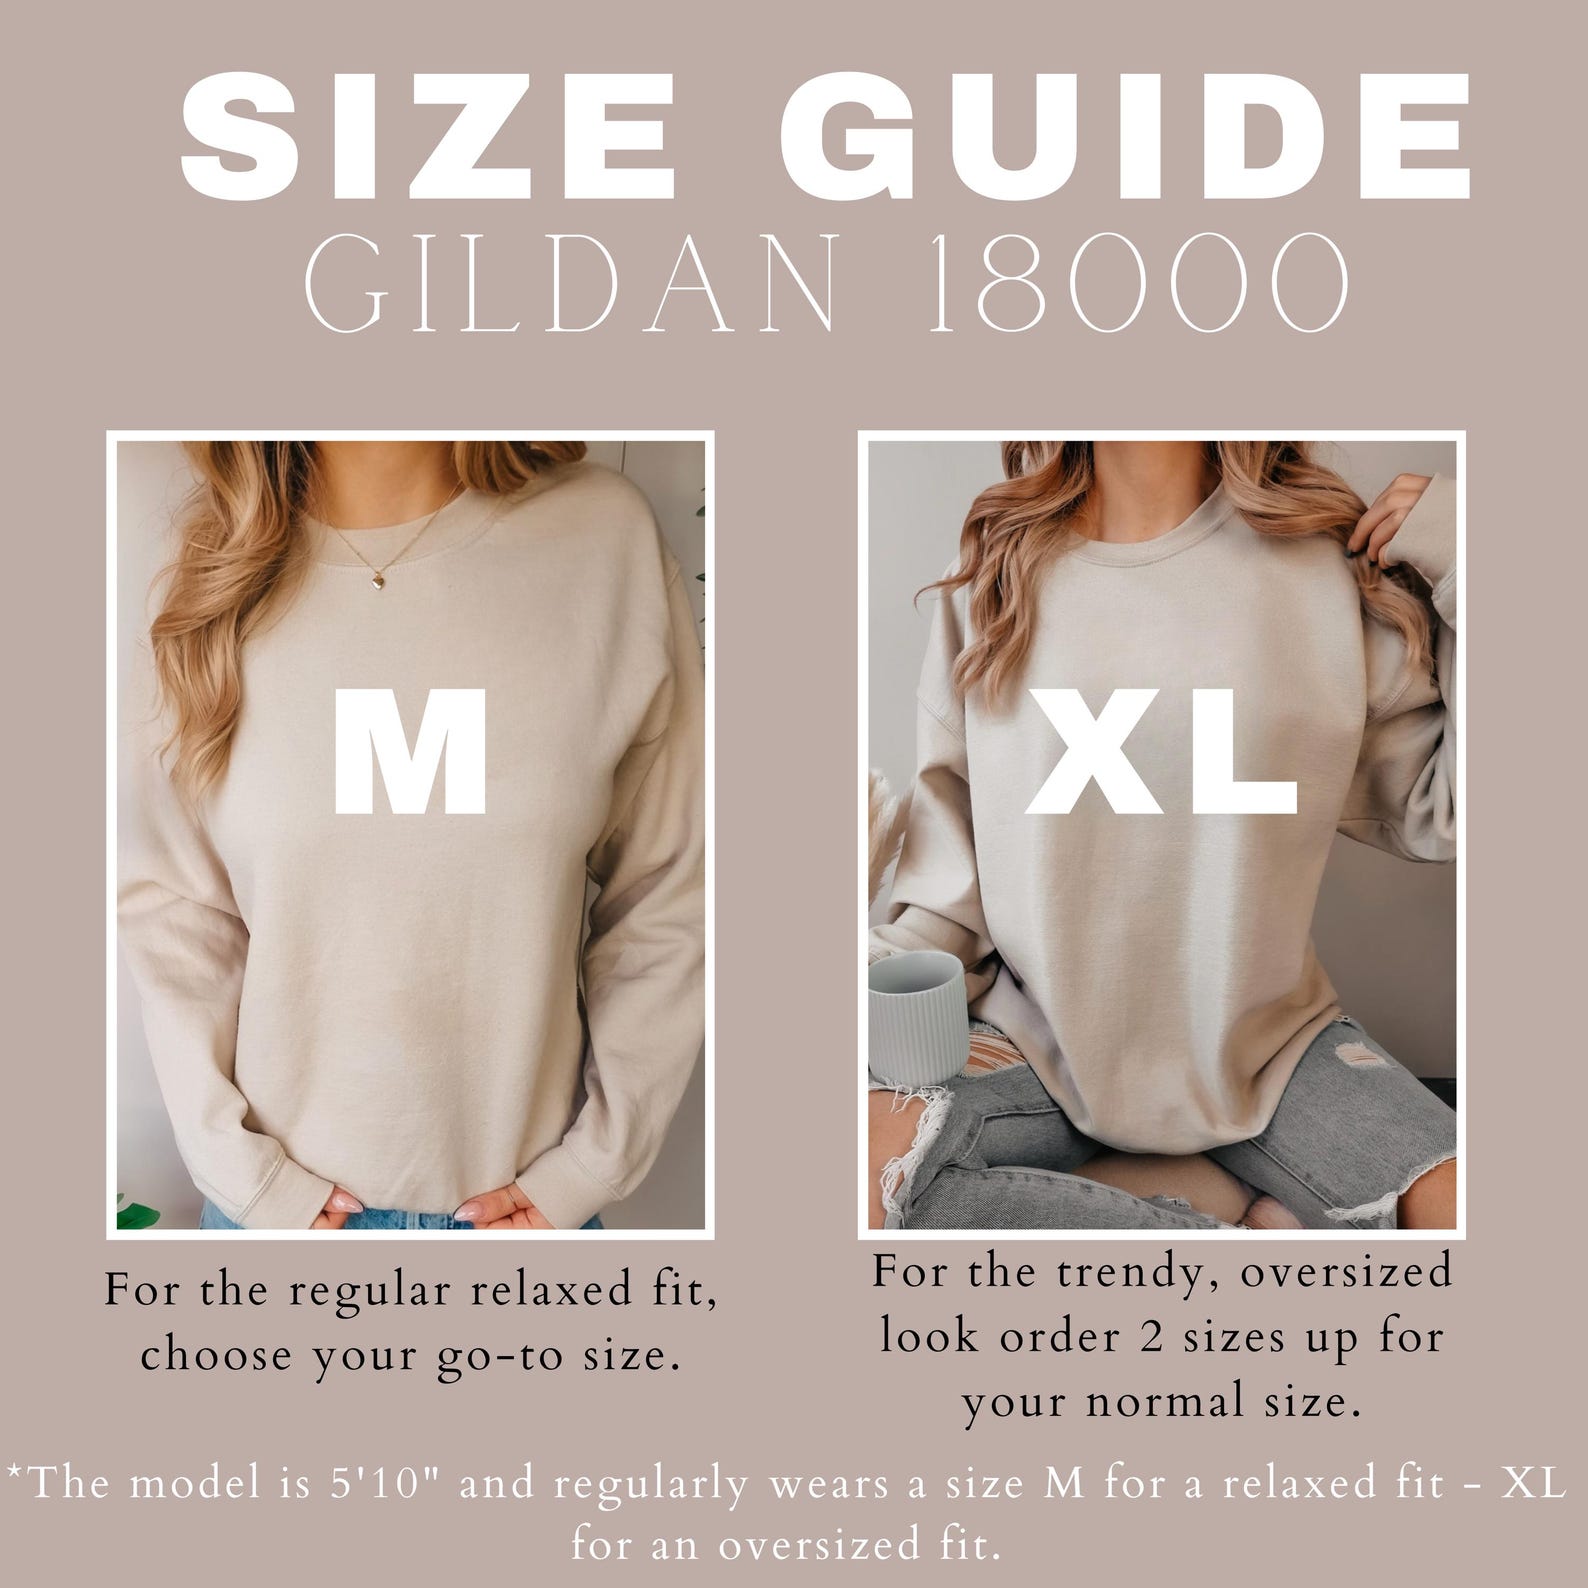 SIZE GUIDE
GILDAN 18000
M
For the regular relaxed fit,
choose your go-to size.
XL
For the trendy, oversized
look order 2 sizes up for
your normal size.
*The model is 5'10" and regularly wears a size M for a relaxed fit - XL
for an oversized fit.